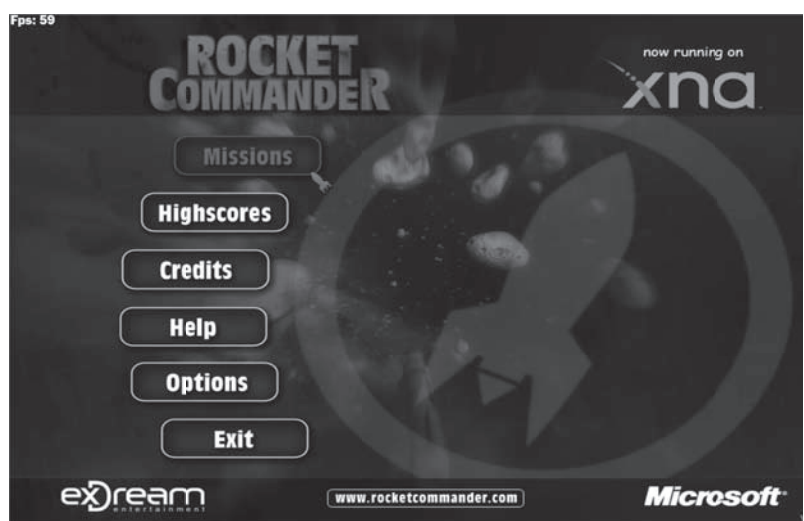 Fps: 59
ROCKET
COMMANDER
now running on
xna
Missions
Highscores
Credits
Help
Options
Exit
exDream
entertainment
www.rocketcommander.com
Microsoft